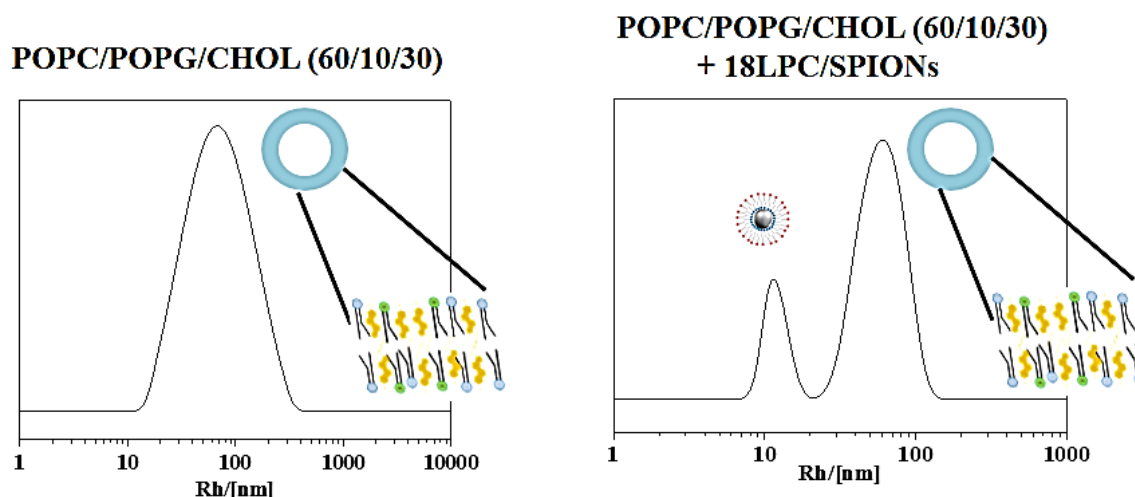 POPC/POPG/CHOL (60/10/30)
1 10 100 1000 10000
Rh/[nm]
POPC/POPG/CHOL (60/10/30)
+ 18LPC/SPIONs
1 10 100 1000
Rh/[nm]